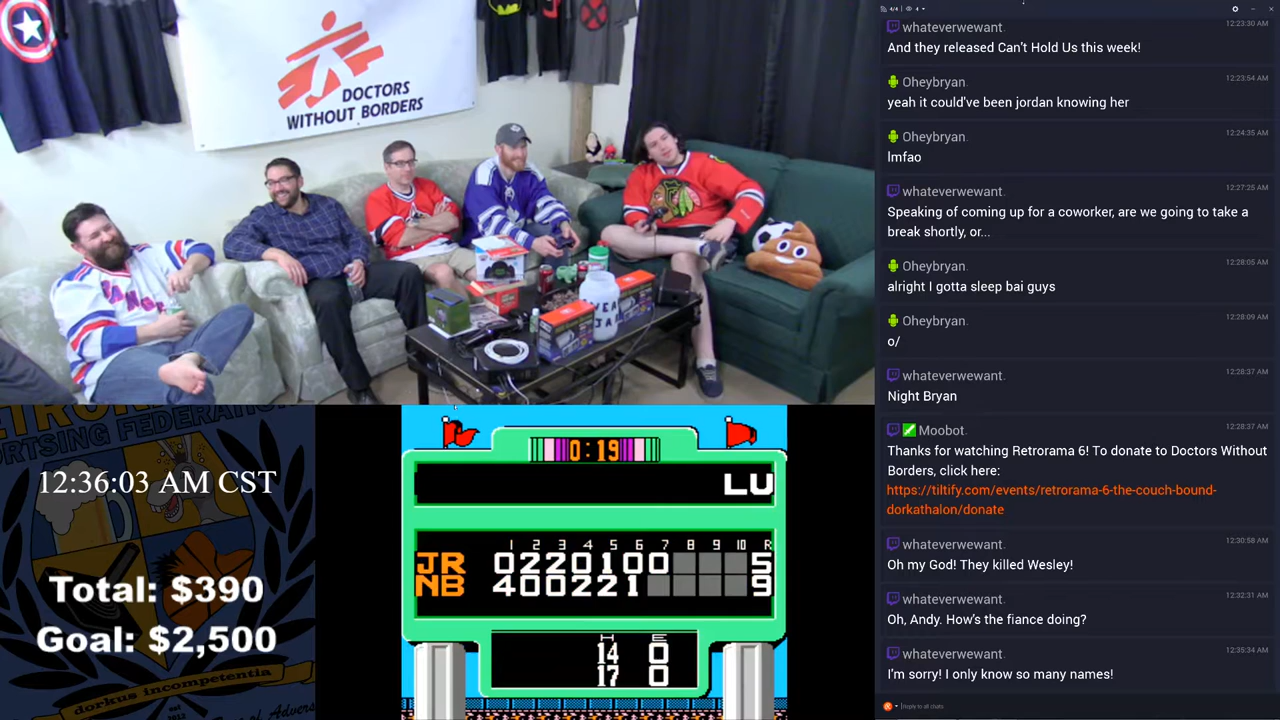 DOCTORS
WITHOUT BORDERS
YEA
JA
12:36:03 AM CST
Total: $390
Goal: $2,500
dorkus incompetentia
0:19
LU
1 2 3 4 5 6 7 8 9 10 R
JR 0 2 2 0 1 0 0 5
NB 4 0 0 2 2 1 9
H E
14 0
17 0
4/4 4
whateverwewant. 12:23:30 AM
And they released Can't Hold Us this week!
Oheybryan. 12:23:54 AM
yeah it could've been jordan knowing her
Oheybryan. 12:24:35 AM
lmfao
whateverwewant. 12:27:25 AM
Speaking of coming up for a coworker, are we going to take a
break shortly, or...
Oheybryan. 12:28:05 AM
alright I gotta sleep bai guys
Oheybryan. 12:28:09 AM
o/
whateverwewant. 12:28:37 AM
Night Bryan
Moobot. 12:28:37 AM
Thanks for watching Retrorama 6! To donate to Doctors Without
Borders, click here:
https://tiltify.com/events/retrorama-6-the-couch-bound-
dorkathalon/donate
whateverwewant. 12:30:58 AM
Oh my God! They killed Wesley!
whateverwewant. 12:32:31 AM
Oh, Andy. How's the fiance doing?
whateverwewant. 12:35:34 AM
I'm sorry! I only know so many names!
Reply to all chats